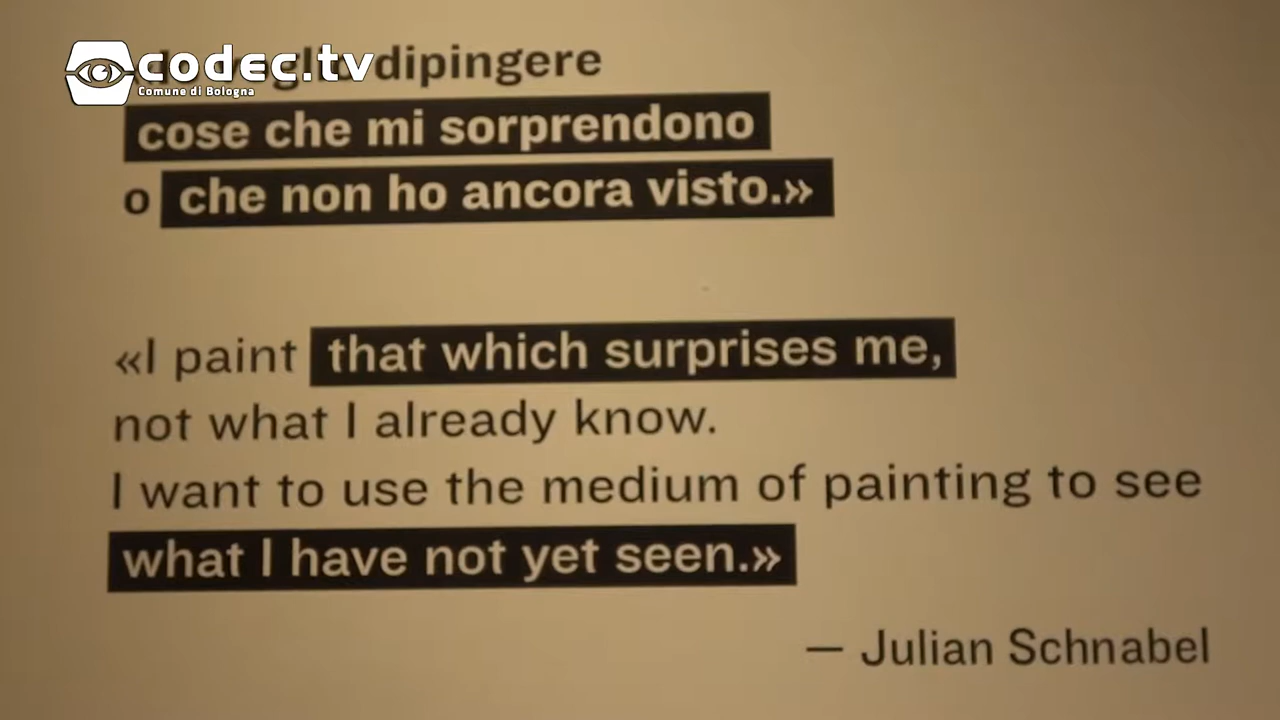 codec.tv
Comune di Bologna
dipingere
cose che mi sorprendono
o che non ho ancora visto.»
«I paint that which surprises me,
not what I already know.
I want to use the medium of painting to see
what I have not yet seen.»
— Julian Schnabel